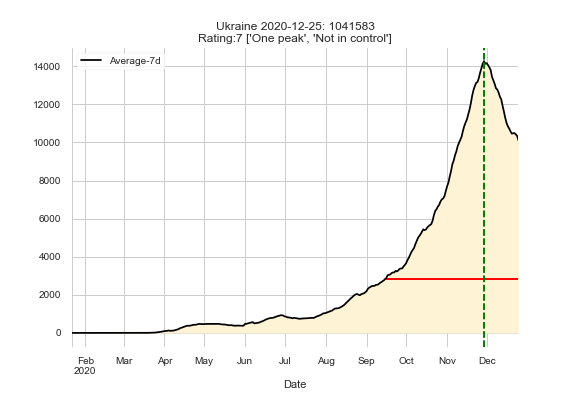 Ukraine 2020-12-25: 1041583
Rating:7 ['One peak', 'Not in control']
Average-7d
14000
12000
10000
8000
6000
4000
2000
0
Feb Mar Apr May Jun Jul Aug Sep Oct Nov Dec
2020
Date